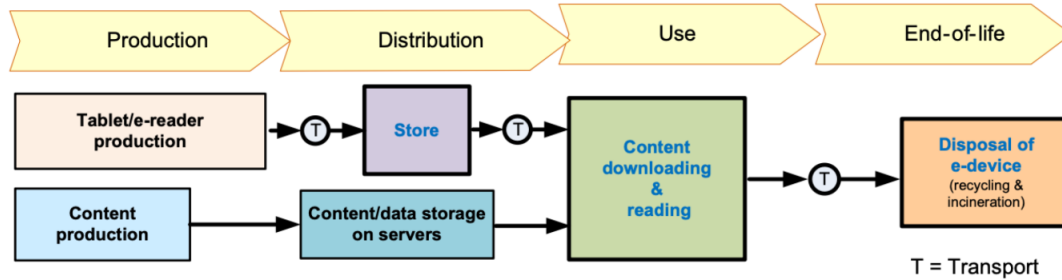 Production
Distribution
Use
End-of-life
Tablet/e-reader
production
T
Store
T
Content
downloading
&
reading
T
Disposal of
e-device
(recycling &
incineration)
Content
production
Content/data storage
on servers
T = Transport